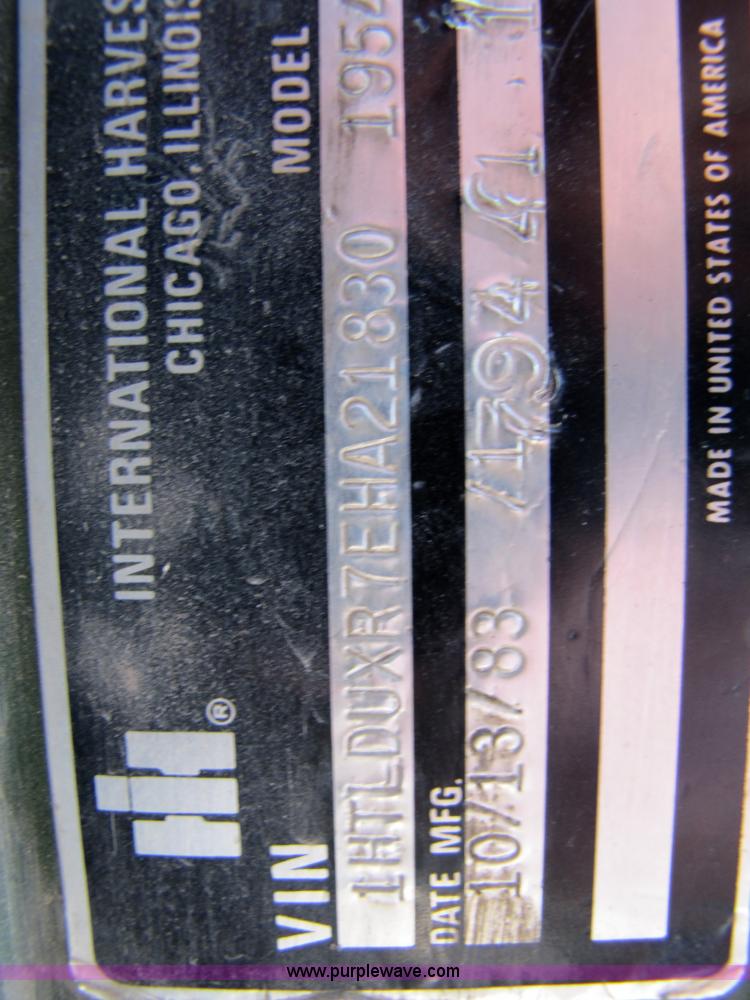 INTERNATIONAL HARVES
CHICAGO, ILLINOIS
®
VIN MODEL
1HTLDUXR7EHA21830 1954
DATE MFG.
10/13/83
MADE IN UNITED STATES OF AMERICA
www.purplewave.com